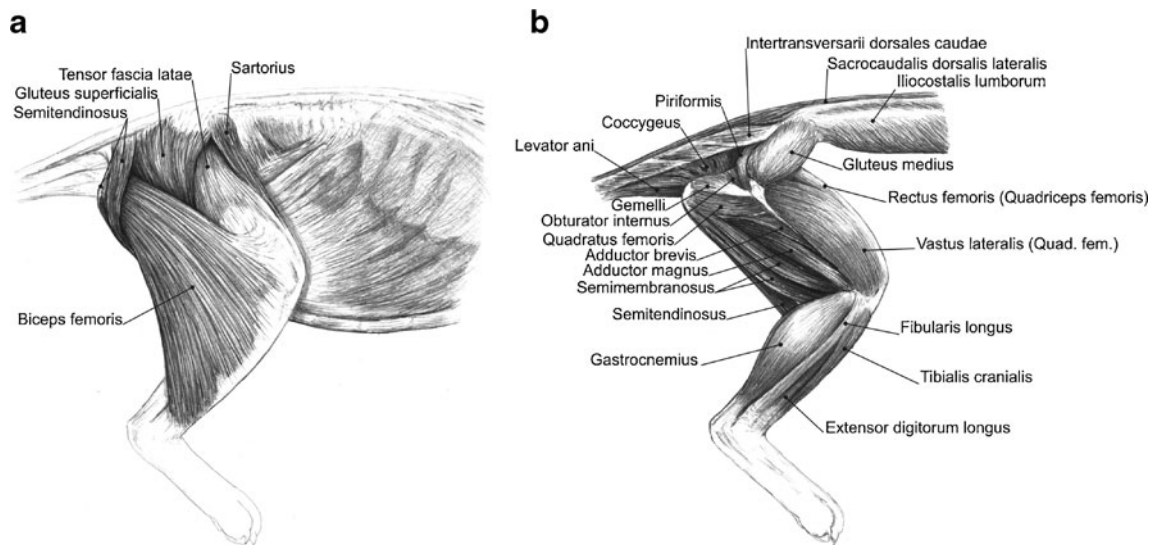 a
Tensor fascia latae
Sartorius
Gluteus superficialis
Semitendinosus
Biceps femoris
b
Intertransversarii dorsales caudae
Sacrocaudalis dorsalis lateralis
Iliocostalis lumborum
Piriformis
Coccygeus
Levator ani
Gluteus medius
Rectus femoris (Quadriceps femoris)
Gemelli
Obturator internus
Quadratus femoris
Vastus lateralis (Quad. fem.)
Adductor brevis
Adductor magnus
Semimembranosus
Semitendinosus
Fibularis longus
Gastrocnemius
Tibialis cranialis
Extensor digitorum longus